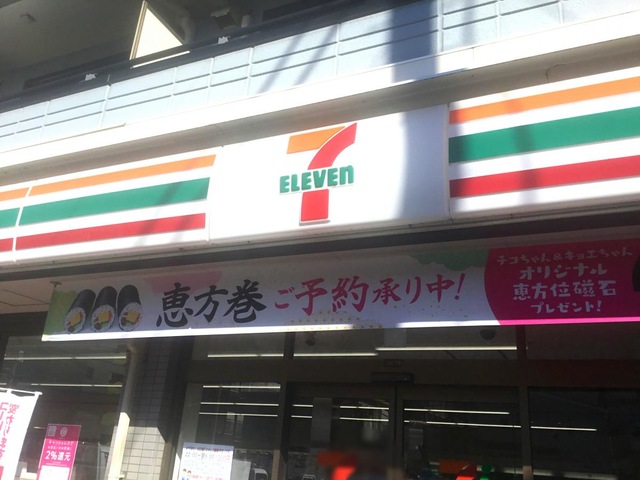 7
ELEVEn
恵方巻ご予約承り中!
チコちゃん&キョエちゃん
オリジナル
恵方位磁石
プレゼント!
2%還元